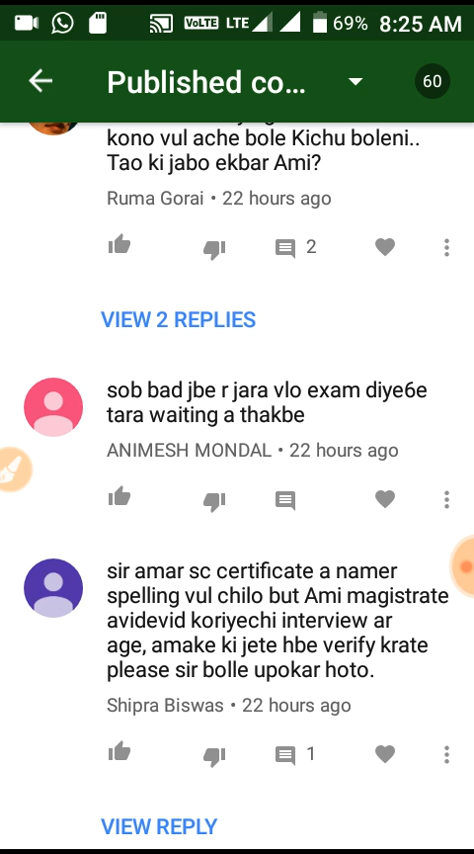 VoLTE LTE 69% 8:25 AM
Published co... 60
kono vul ache bole Kichu boleni..
Tao ki jabo ekbar Ami?
Ruma Gorai • 22 hours ago
2
VIEW 2 REPLIES
sob bad jbe r jara vlo exam diye6e
tara waiting a thakbe
ANIMESH MONDAL • 22 hours ago
sir amar sc certificate a namer
spelling vul chilo but Ami magistrate
avidevid koriyechi interview ar
age, amake ki jete hbe verify krate
please sir bolle upokar hoto.
Shipra Biswas • 22 hours ago
1
VIEW REPLY